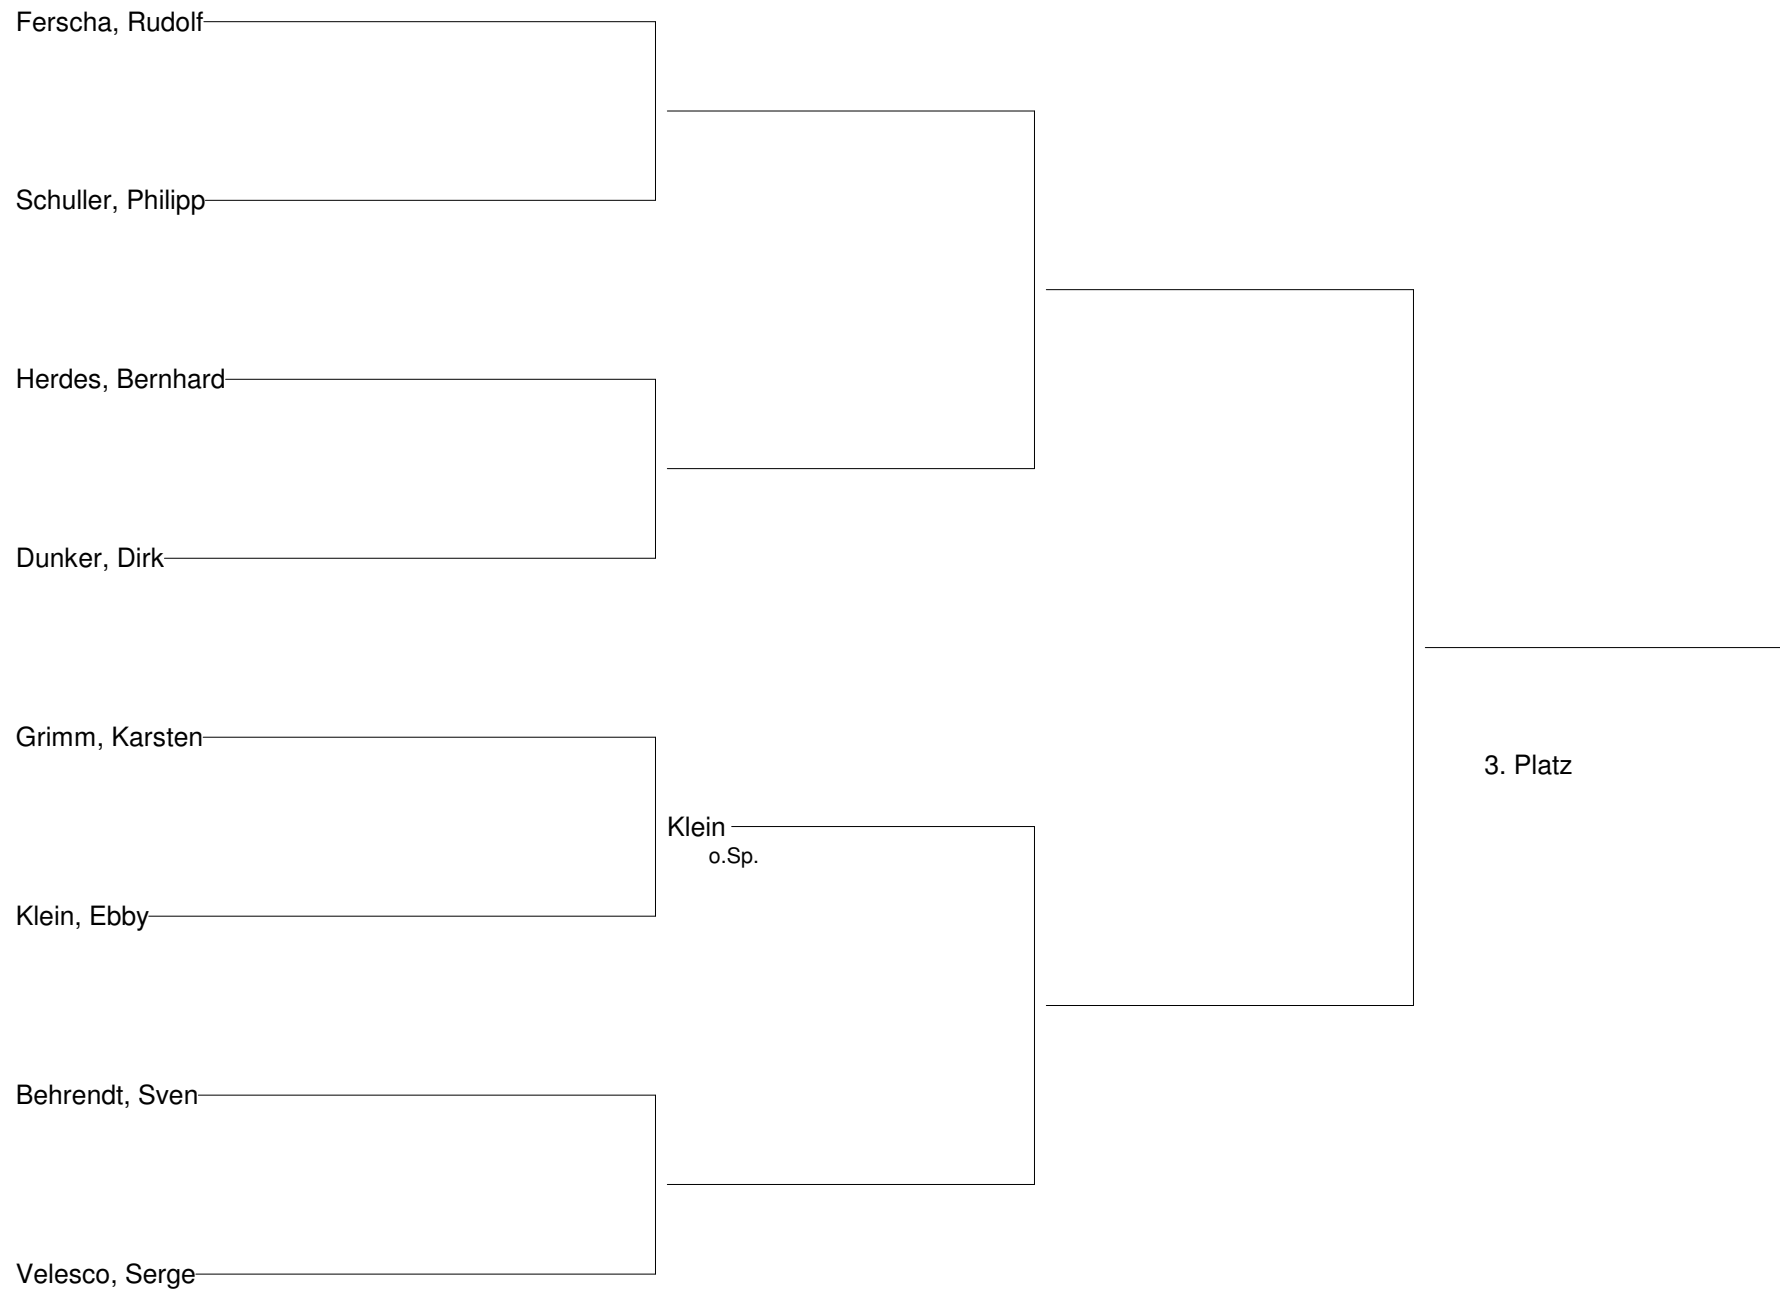 Ferscha, Rudolf
Schuller, Philipp
Herdes, Bernhard
Dunker, Dirk
Grimm, Karsten
3. Platz
Klein
o.Sp.
Klein, Ebby
Behrendt, Sven
Velesco, Serge